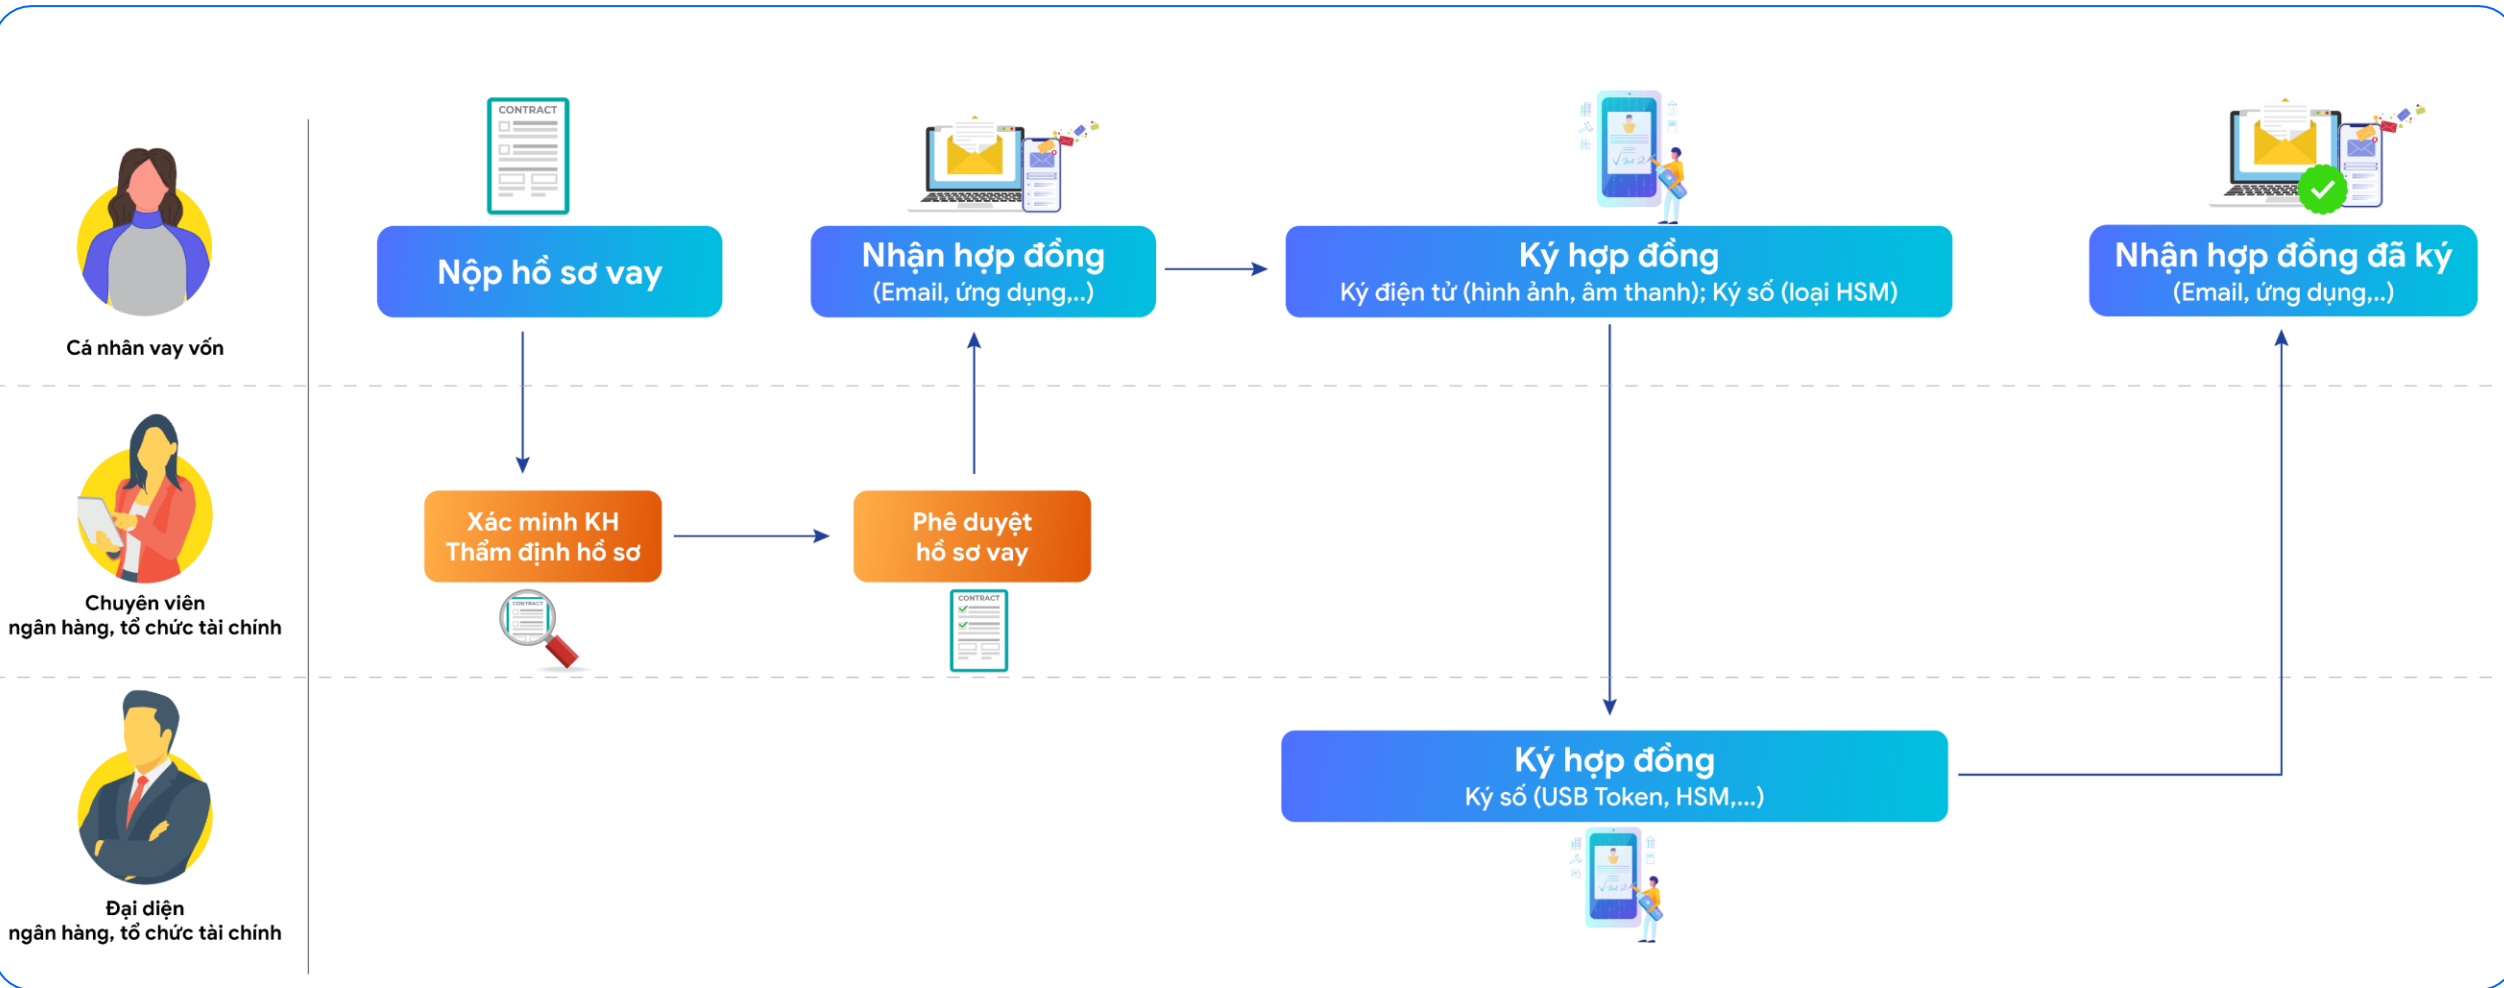 CONTRACT
Nộp hồ sơ vay
Nhận hợp đồng
(Email, ứng dụng,..)
Ký hợp đồng
Ký điện tử (hình ảnh, âm thanh); Ký số (loại HSM)
Nhận hợp đồng đã ký
(Email, ứng dụng,..)
Cá nhân vay vốn
Xác minh KH
Thẩm định hồ sơ
Phê duyệt
hồ sơ vay
CONTRACT
CONTRACT
Chuyên viên
ngân hàng, tổ chức tài chính
Ký hợp đồng
Ký số (USB Token, HSM,...)
Đại diện
ngân hàng, tổ chức tài chính